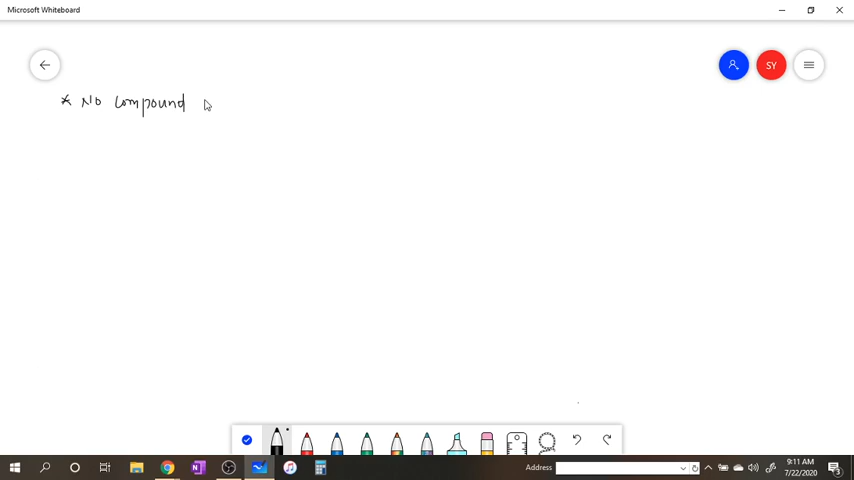 Microsoft Whiteboard
SY
* No compound
Address
9:11 AM
7/22/2020